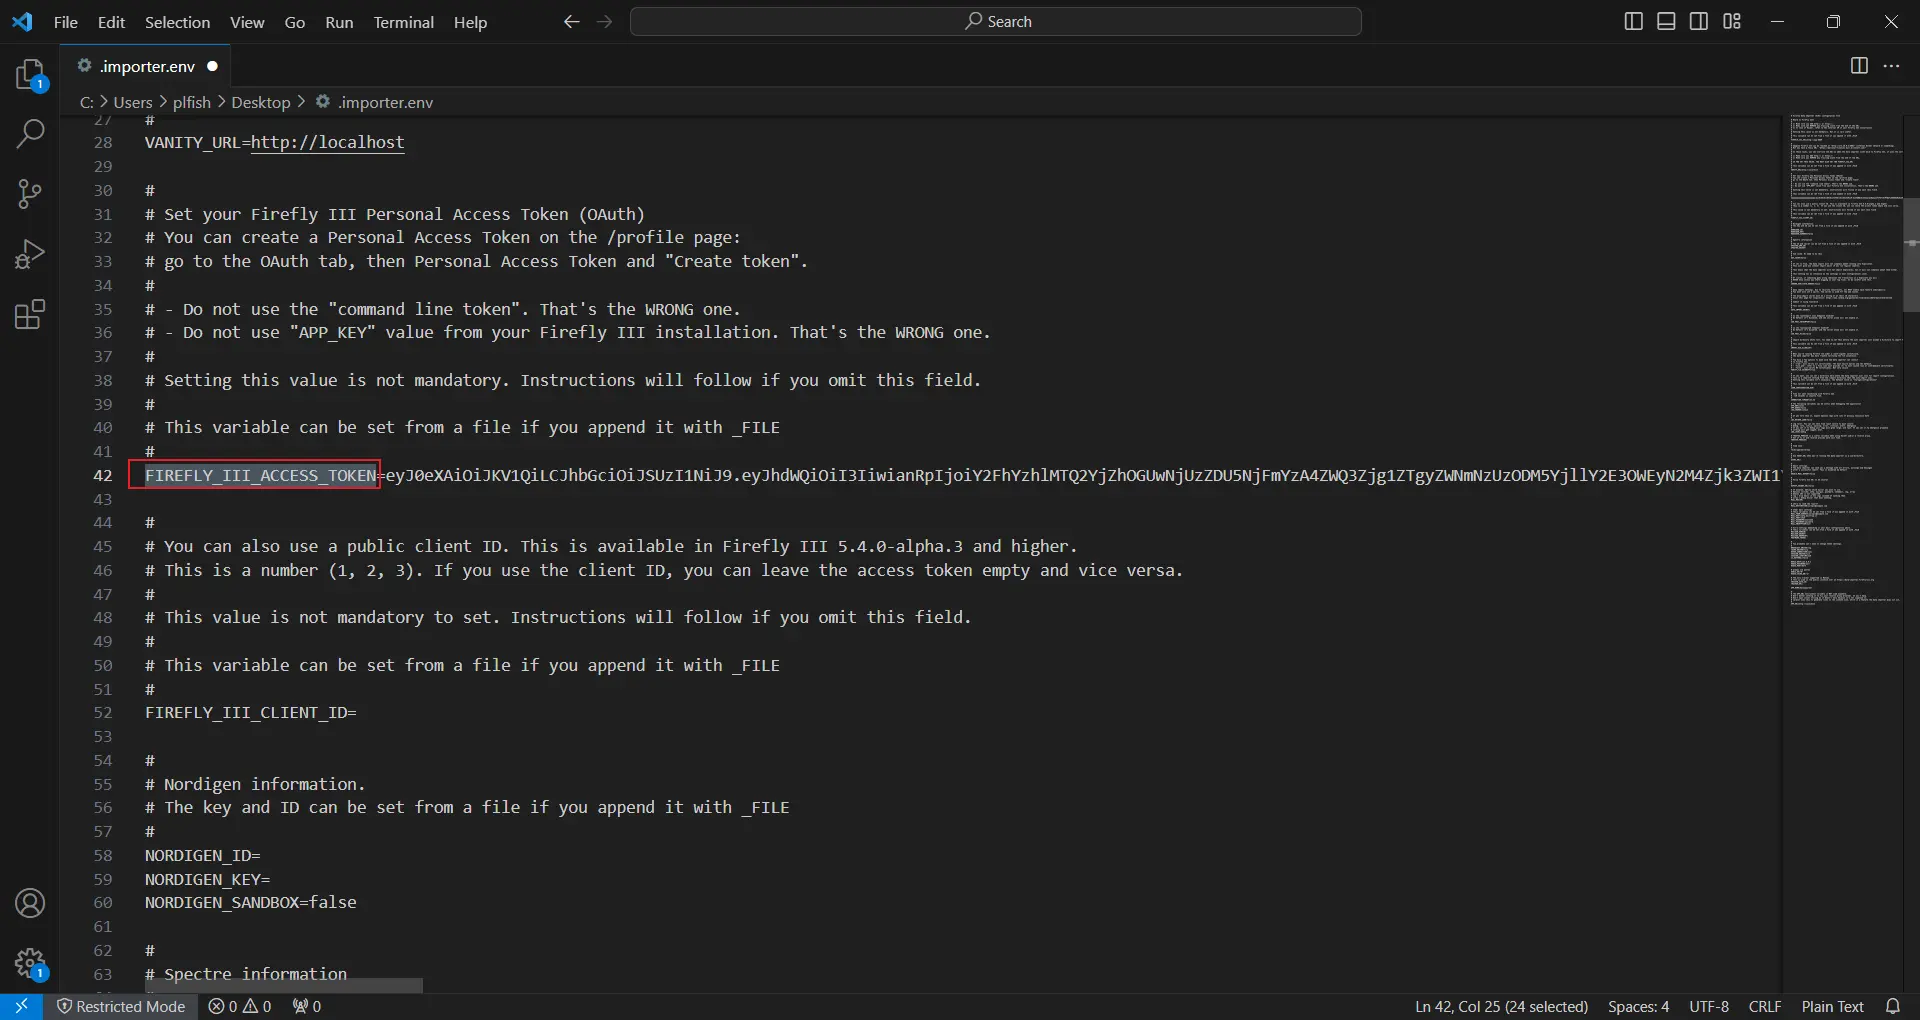 File Edit Selection View Go Run Terminal Help
Search
.importer.env
1
C: > Users > plfish > Desktop > .importer.env
27 #
28 VANITY_URL=http://localhost
29
30 #
31 # Set your Firefly III Personal Access Token (OAuth)
32 # You can create a Personal Access Token on the /profile page:
33 # go to the OAuth tab, then Personal Access Token and "Create token".
34 #
35 # - Do not use the "command line token". That's the WRONG one.
36 # - Do not use "APP_KEY" value from your Firefly III installation. That's the WRONG one.
37 #
38 # Setting this value is not mandatory. Instructions will follow if you omit this field.
39 #
40 # This variable can be set from a file if you append it with _FILE
41 #
42 FIREFLY_III_ACCESS_TOKEN=eyJ0eXAiOiJKV1QiLCJhbGciOiJSUzI1NiJ9.eyJhdWQiOiI3IiwianRpIjoiY2FhYzhlMTQ2YjZhOGUwNjUzZDU5NjFmYzA4ZWQ3Zjg1ZTgyZWNmNzUzODM5YjllY2E3OWEyN2M4Zjk3ZWI1Y
43
44 #
45 # You can also use a public client ID. This is available in Firefly III 5.4.0-alpha.3 and higher.
46 # This is a number (1, 2, 3). If you use the client ID, you can leave the access token empty and vice versa.
47 #
48 # This value is not mandatory to set. Instructions will follow if you omit this field.
49 #
50 # This variable can be set from a file if you append it with _FILE
51 #
52 FIREFLY_III_CLIENT_ID=
53
54 #
55 # Nordigen information.
56 # The key and ID can be set from a file if you append it with _FILE
57 #
58 NORDIGEN_ID=
59 NORDIGEN_KEY=
60 NORDIGEN_SANDBOX=false
61
62 #
63 # Spectre information
1
Restricted Mode 0 0 0 Ln 42, Col 25 (24 selected) Spaces: 4 UTF-8 CRLF Plain Text